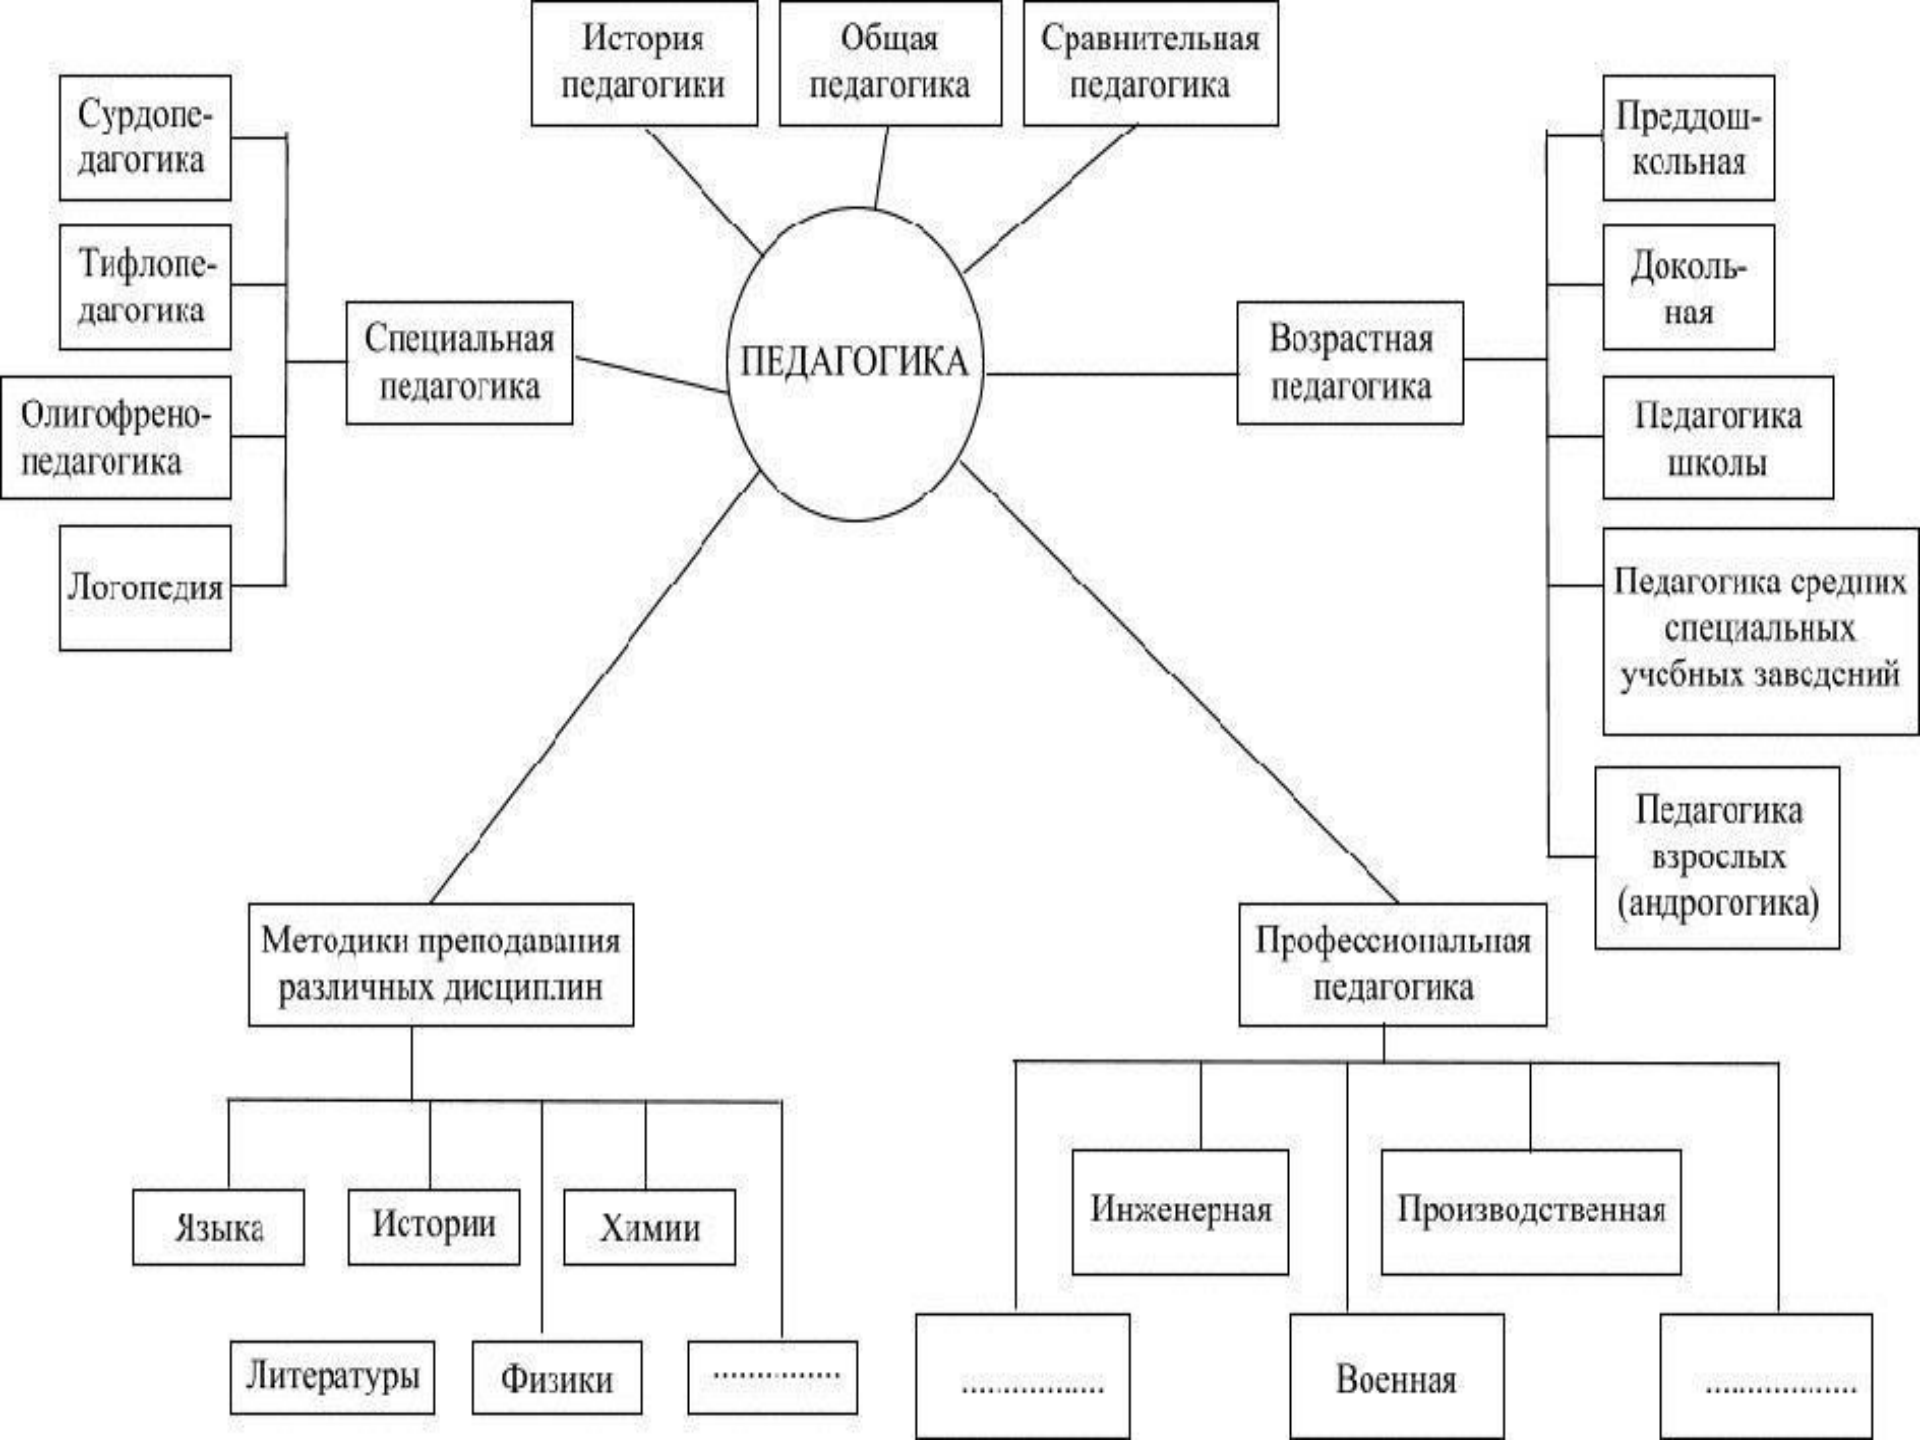 История
педагогики
Общая
педагогика
Сравнительная
педагогика
Сурдопе-
дагогика
Тифлопе-
дагогика
Олигофрено-
педагогика
Логопедия
Специальная
педагогика
ПЕДАГОГИКА
Возрастная
педагогика
Преддош-
кольная
Доколь-
ная
Педагогика
школы
Педагогика средних
специальных
учебных заведений
Педагогика
взрослых
(андрогогика)
Методики преподавания
различных дисциплин
Языка
Истории
Химии
Литературы
Физики
...............
Профессиональная
педагогика
Инженерная
Производственная
.................
Военная
.................